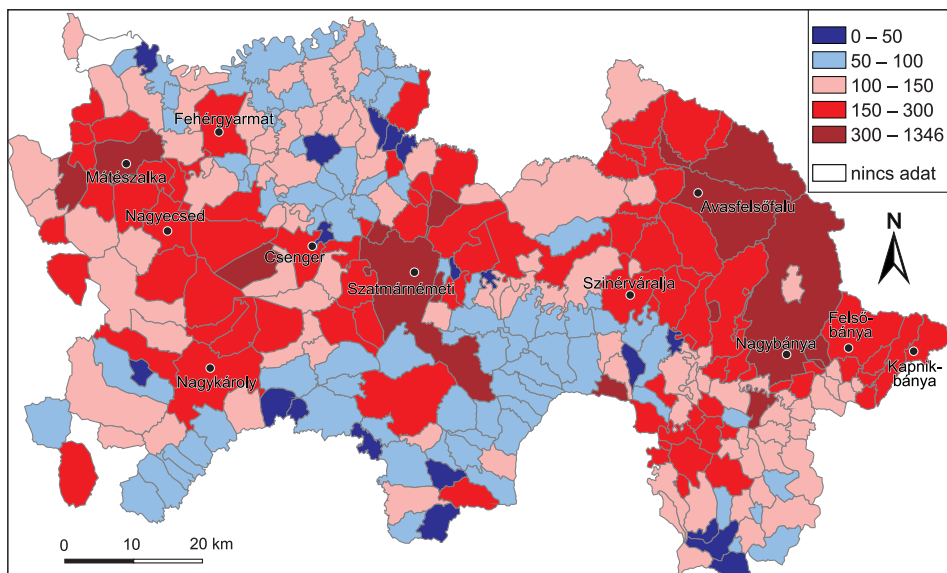 0 – 50
50 – 100
100 – 150
150 – 300
300 – 1346
nincs adat
Fehérgyarmat
Mátészalka
Nagyecsed
Csenger
Szatmárnémeti
Avasfelsőfalu
N
Szinérváralja
Felső-
bánya
Nagybánya
Kapnik-
bánya
Nagykároly
0 10 20 km